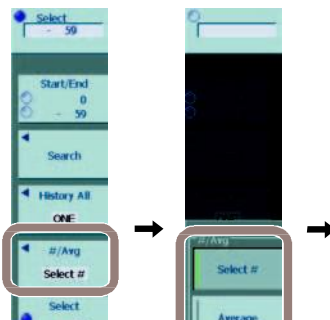 Select
- 59
Start/End
0
- 59
Search
History All
ONE
#/Avg
Select #
Select
#/Avg
Select #
Average